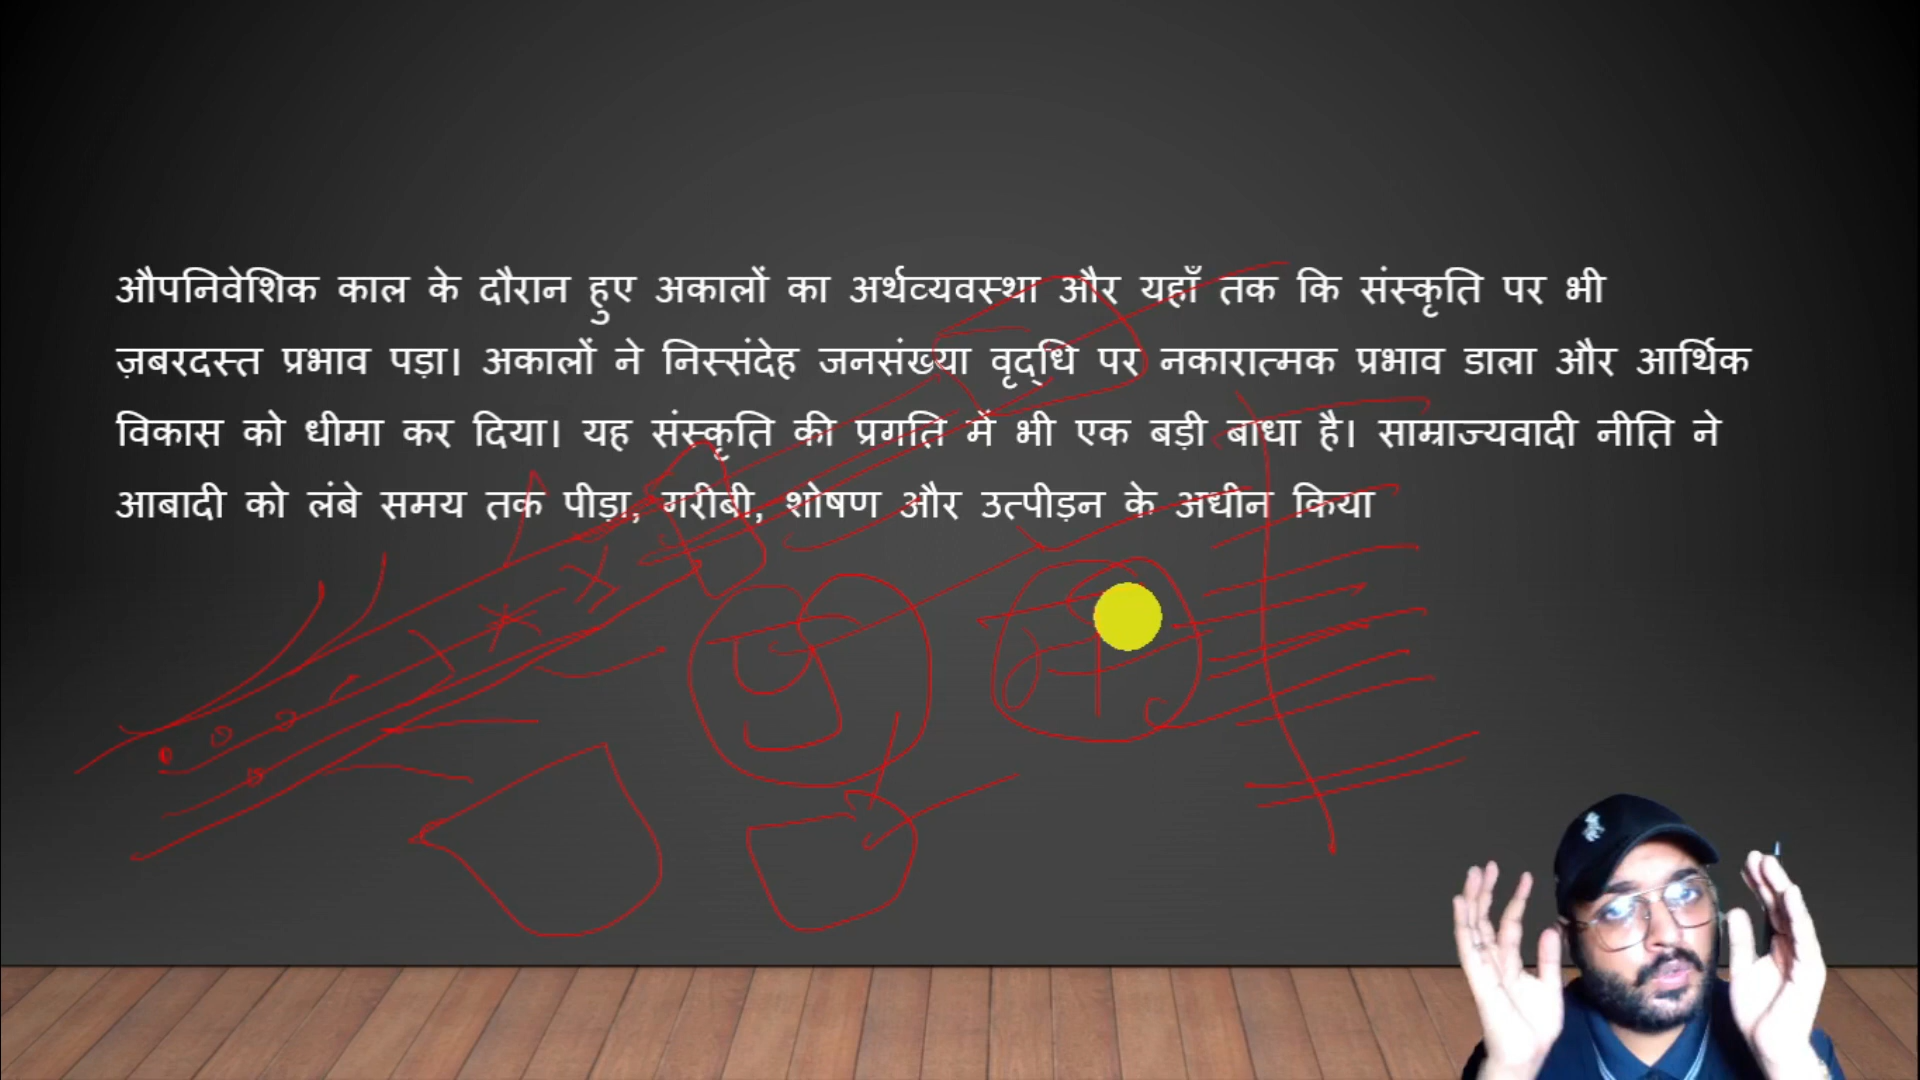 औपनिवेशिक काल के दौरान हुए अकालों का अर्थव्यवस्था और यहाँ तक कि संस्कृति पर भी
ज़बरदस्त प्रभाव पड़ा। अकालों ने निस्संदेह जनसंख्या वृद्धि पर नकारात्मक प्रभाव डाला और आर्थिक
विकास को धीमा कर दिया। यह संस्कृति की प्रगति में भी एक बड़ी बाधा है। साम्राज्यवादी नीति ने
आबादी को लंबे समय तक पीड़ा, गरीबी, शोषण और उत्पीड़न के अधीन किया